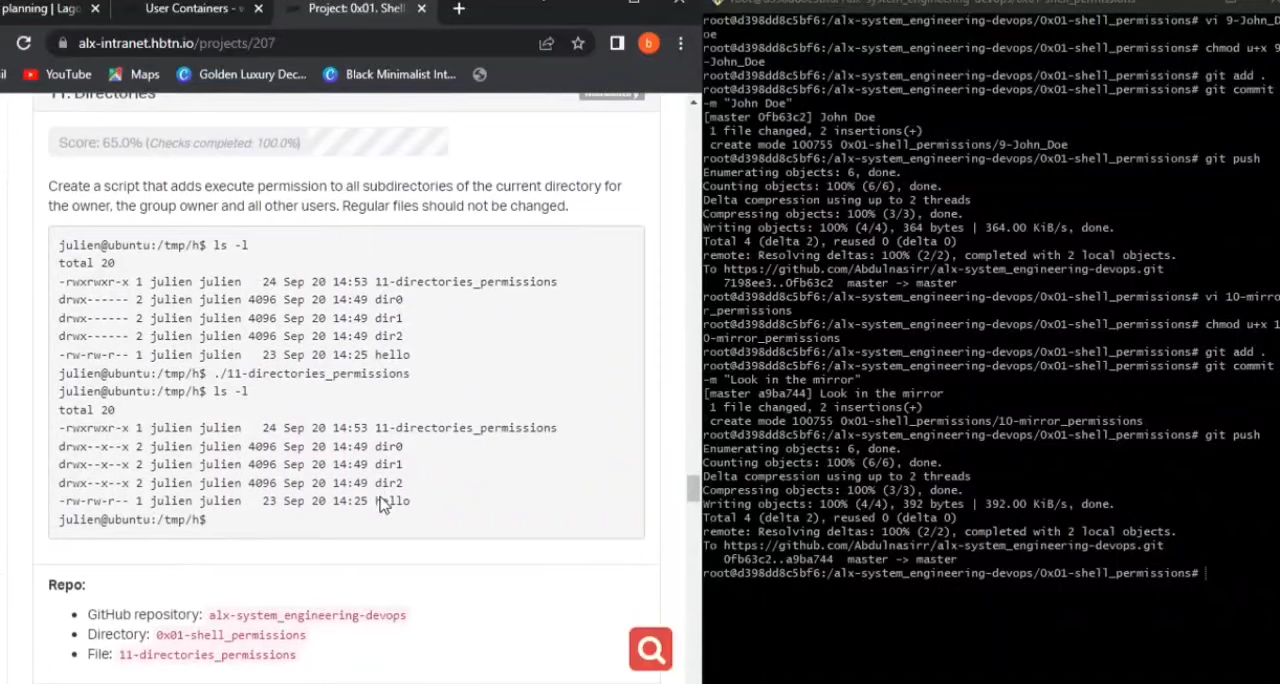 planning | Lago
User Containers -
Project: 0x01. Shell
alx-intranet.hbtn.io/projects/207
b
YouTube
Maps
Golden Luxury Dec...
Black Minimalist Int...
11. Directories
Score: 65.0% (Checks completed: 100.0%)
Create a script that adds execute permission to all subdirectories of the current directory for
the owner, the group owner and all other users. Regular files should not be changed.
julien@ubuntu:/tmp/h$ ls -l
total 20
-rwxrwxr-x 1 julien julien   24 Sep 20 14:53 11-directories_permissions
drwx------ 2 julien julien 4096 Sep 20 14:49 dir0
drwx------ 2 julien julien 4096 Sep 20 14:49 dir1
drwx------ 2 julien julien 4096 Sep 20 14:49 dir2
-rw-rw-r-- 1 julien julien   23 Sep 20 14:25 hello
julien@ubuntu:/tmp/h$ ./11-directories_permissions
julien@ubuntu:/tmp/h$ ls -l
total 20
-rwxrwxr-x 1 julien julien   24 Sep 20 14:53 11-directories_permissions
drwx--x--x 2 julien julien 4096 Sep 20 14:49 dir0
drwx--x--x 2 julien julien 4096 Sep 20 14:49 dir1
drwx--x--x 2 julien julien 4096 Sep 20 14:49 dir2
-rw-rw-r-- 1 julien julien   23 Sep 20 14:25 hello
julien@ubuntu:/tmp/h$
Repo:
• GitHub repository: alx-system_engineering-devops
• Directory: 0x01-shell_permissions
• File: 11-directories_permissions
root@d398dd8c5bf6:/alx-system_engineering-devops/0x01-shell_permissions# vi 9-John_D
oe
root@d398dd8c5bf6:/alx-system_engineering-devops/0x01-shell_permissions# chmod u+x 9
-John_Doe
root@d398dd8c5bf6:/alx-system_engineering-devops/0x01-shell_permissions# git add .
root@d398dd8c5bf6:/alx-system_engineering-devops/0x01-shell_permissions# git commit
-m "John Doe"
[master 0fb63c2] John Doe
1 file changed, 2 insertions(+)
create mode 100755 0x01-shell_permissions/9-John_Doe
root@d398dd8c5bf6:/alx-system_engineering-devops/0x01-shell_permissions# git push
Enumerating objects: 6, done.
Counting objects: 100% (6/6), done.
Delta compression using up to 2 threads
Compressing objects: 100% (3/3), done.
Writing objects: 100% (4/4), 364 bytes | 364.00 KiB/s, done.
Total 4 (delta 2), reused 0 (delta 0)
remote: Resolving deltas: 100% (2/2), completed with 2 local objects.
To https://github.com/Abdulnasirr/alx-system_engineering-devops.git
7198ee3..0fb63c2  master -> master
root@d398dd8c5bf6:/alx-system_engineering-devops/0x01-shell_permissions# vi 10-mirro
r_permissions
root@d398dd8c5bf6:/alx-system_engineering-devops/0x01-shell_permissions# chmod u+x 1
0-mirror_permissions
root@d398dd8c5bf6:/alx-system_engineering-devops/0x01-shell_permissions# git add .
root@d398dd8c5bf6:/alx-system_engineering-devops/0x01-shell_permissions# git commit
-m "Look in the mirror"
[master a9ba744] Look in the mirror
1 file changed, 2 insertions(+)
create mode 100755 0x01-shell_permissions/10-mirror_permissions
root@d398dd8c5bf6:/alx-system_engineering-devops/0x01-shell_permissions# git push
Enumerating objects: 6, done.
Counting objects: 100% (6/6), done.
Delta compression using up to 2 threads
Compressing objects: 100% (3/3), done.
Writing objects: 100% (4/4), 392 bytes | 392.00 KiB/s, done.
Total 4 (delta 2), reused 0 (delta 0)
remote: Resolving deltas: 100% (2/2), completed with 2 local objects.
To https://github.com/Abdulnasirr/alx-system_engineering-devops.git
0fb63c2..a9ba744  master -> master
root@d398dd8c5bf6:/alx-system_engineering-devops/0x01-shell_permissions#